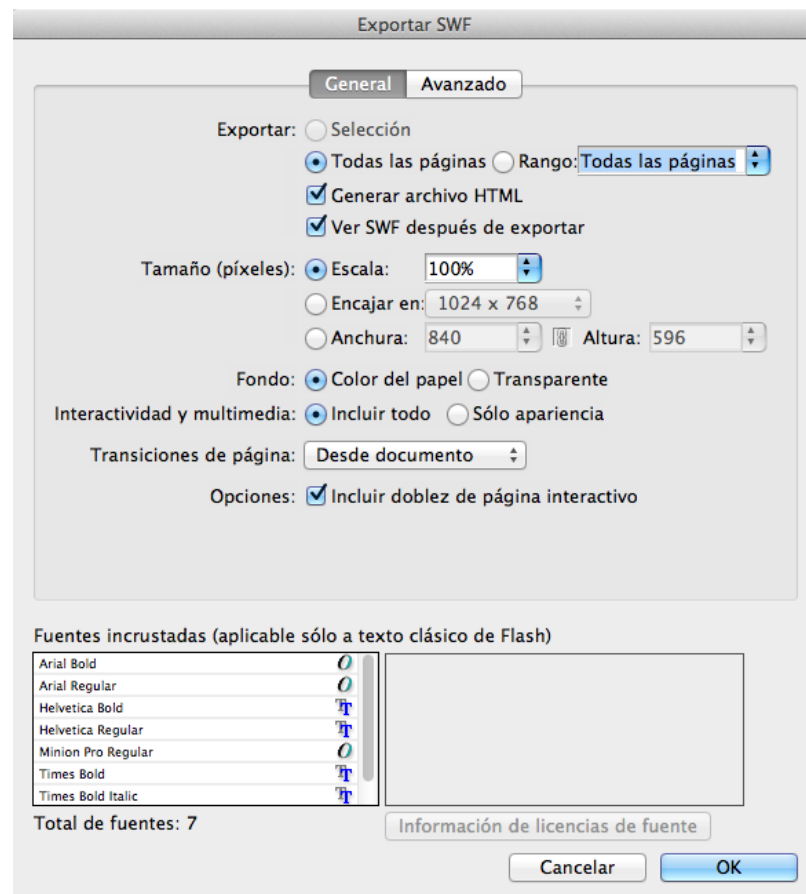 Exportar SWF
General Avanzado
Exportar: Selección
Todas las páginas Rango: Todas las páginas
Generar archivo HTML
Ver SWF después de exportar
Tamaño (píxeles): Escala: 100%
Encajar en: 1024 x 768
Anchura: 840 Altura: 596
Fondo: Color del papel Transparente
Interactividad y multimedia: Incluir todo Sólo apariencia
Transiciones de página: Desde documento
Opciones: Incluir doblez de página interactivo
Fuentes incrustadas (aplicable sólo a texto clásico de Flash)
Arial Bold
Arial Regular
Helvetica Bold
Helvetica Regular
Minion Pro Regular
Times Bold
Times Bold Italic
Total de fuentes: 7
Información de licencias de fuente
Cancelar OK